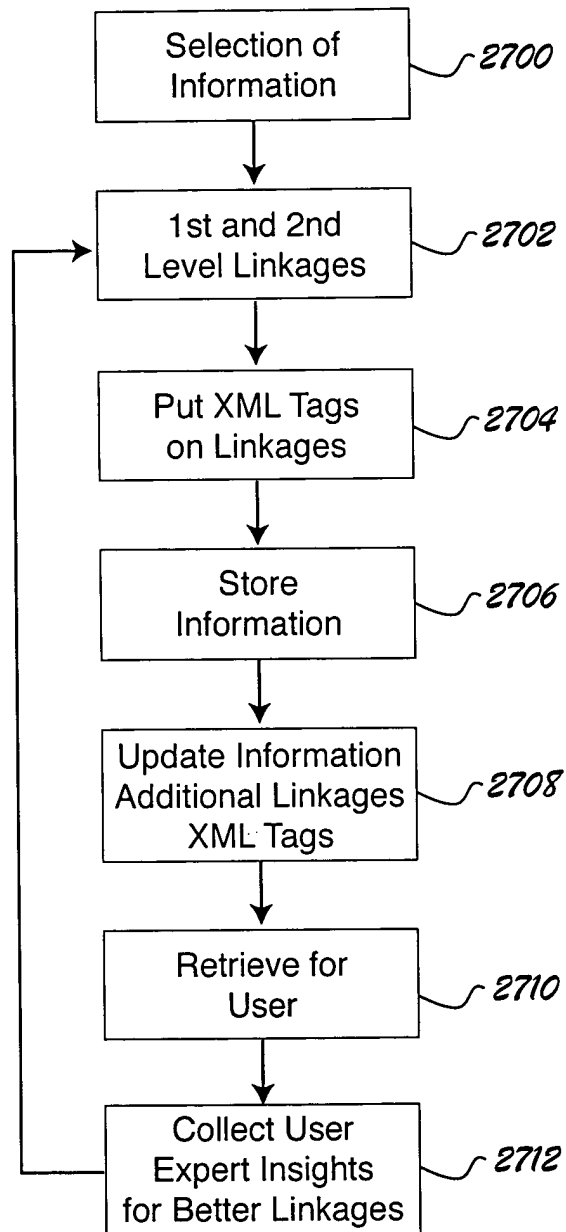 Selection of
Information
2700
1st and 2nd
Level Linkages
2702
Put XML Tags
on Linkages
2704
Store
Information
2706
Update Information
Additional Linkages
XML Tags
2708
Retrieve for
User
2710
Collect User
Expert Insights
for Better Linkages
2712